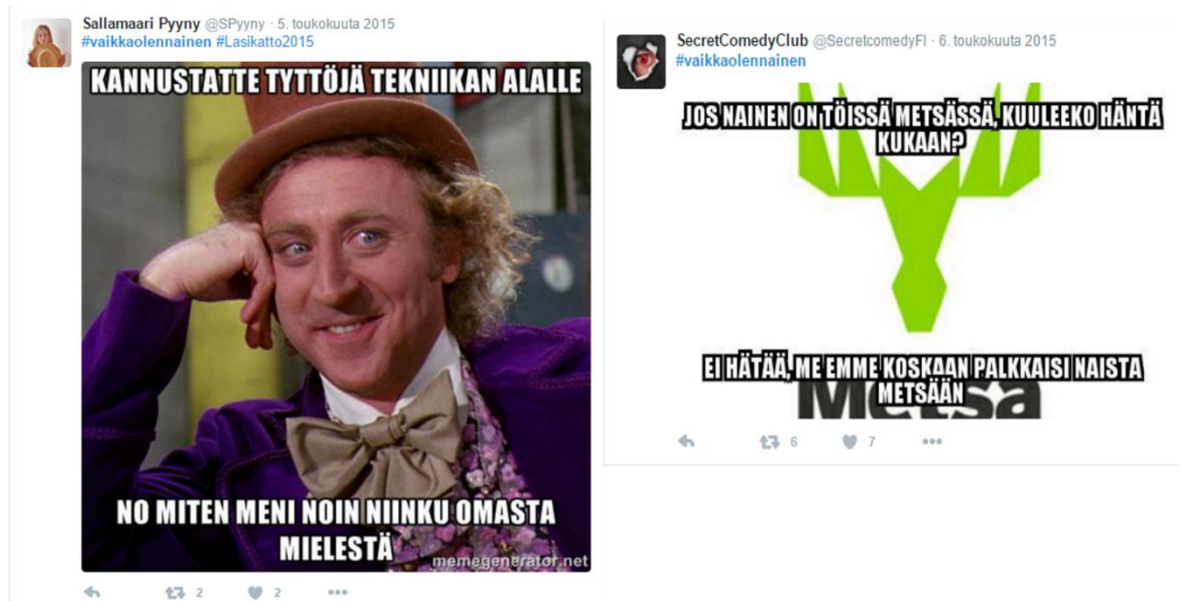 Sallamaari Pyyny @SPyyny · 5. toukokuuta 2015
#vaikkaolennainen #Lasikatto2015
KANNUSTATTE TYTTÖJÄ TEKNIIKAN ALALLE
NO MITEN MENI NOIN NIINKU OMASTA
MIELESTÄ
memegenerator.net
2 2
SecretComedyClub @SecretcomedyFI · 6. toukokuuta 2015
#vaikkaolennainen
JOS NAINEN ON TÖISSÄ METSÄSSÄ, KUULEEKO HÄNTÄ
KUKAAN?
EI HÄTÄÄ, ME EMME KOSKAAN PALKKAISI NAISTA
METSÄÄN
Metsä
6 7